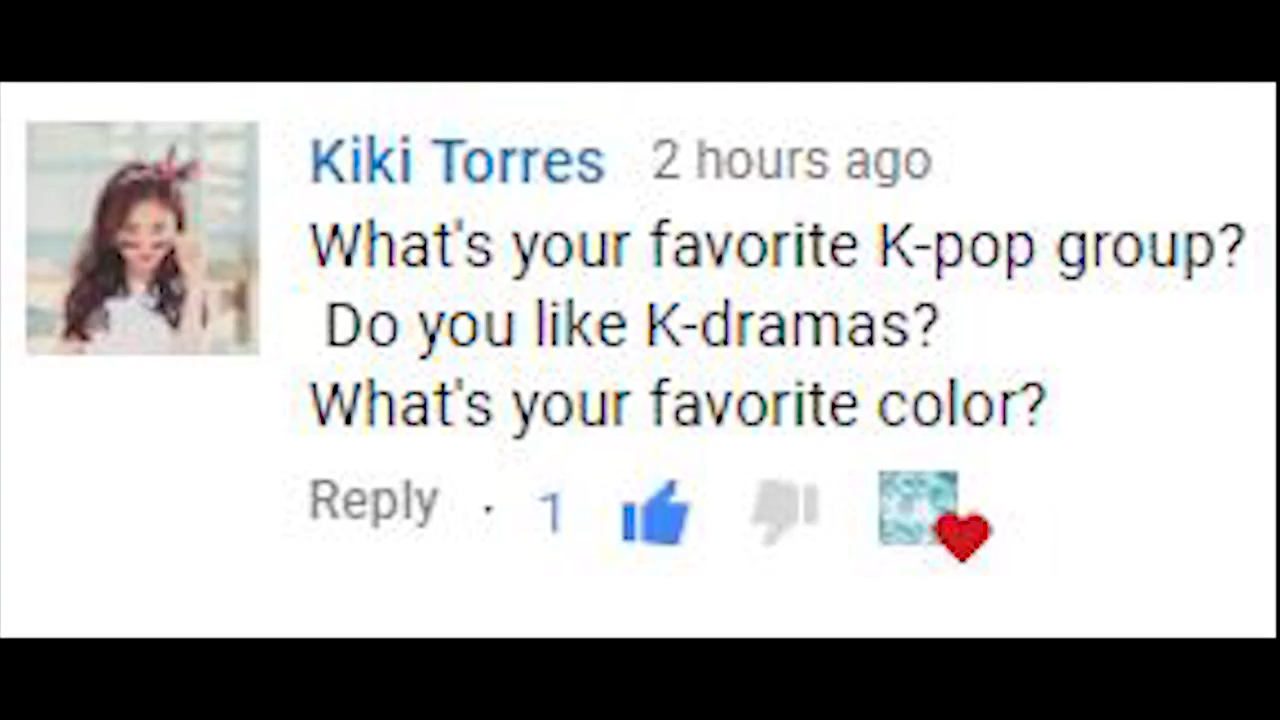 Kiki Torres 2 hours ago
What's your favorite K-pop group?
Do you like K-dramas?
What's your favorite color?
Reply · 1